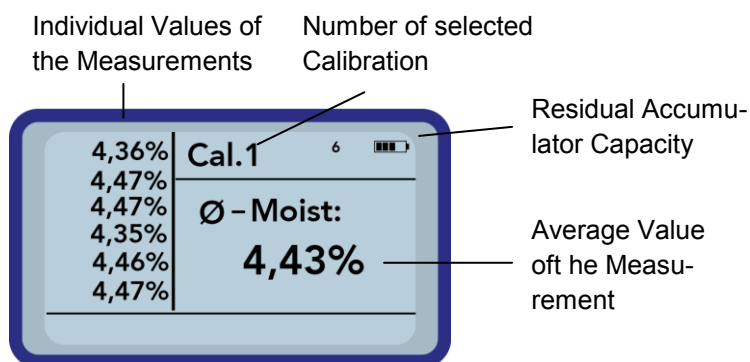 Individual Values of
the Measurements
Number of selected
Calibration
Residual Accumu-
lator Capacity
4,36%
4,47%
4,47%
4,35%
4,46%
4,47%
Cal.1 6
Ø – Moist:
4,43%
Average Value
oft he Measu-
rement